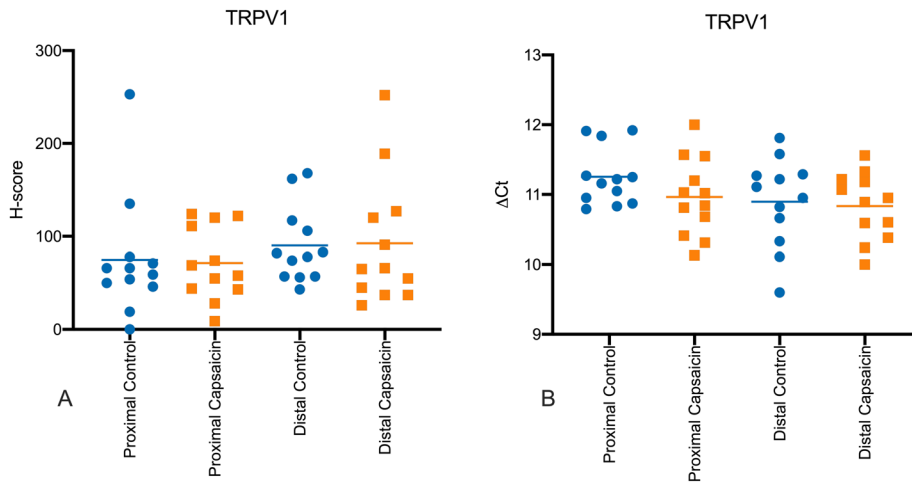 TRPV1
H-score
300
200
100
0
Proximal Control
Proximal Capsaicin
Distal Control
Distal Capsaicin
A
TRPV1
ΔCt
13
12
11
10
9
Proximal Control
Proximal Capsaicin
Distal Control
Distal Capsaicin
B